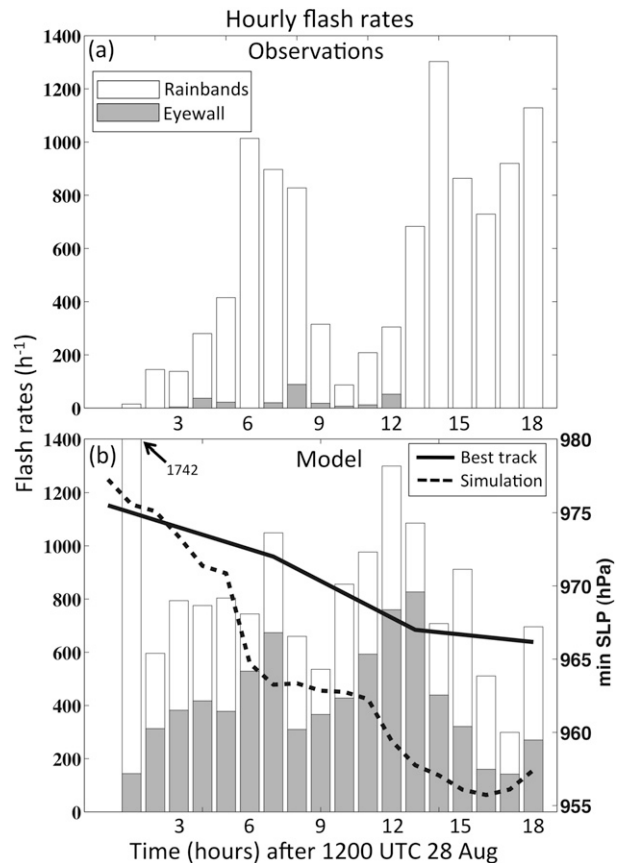 Hourly flash rates
(a)
Observations
Rainbands
Eyewall
1400
1200
1000
800
600
400
200
0
3 6 9 12 15 18
Flash rates (h⁻¹)
(b)
Model
1742
Best track
Simulation
1400
1200
1000
800
600
400
200
0
980
975
970
965
960
955
min SLP (hPa)
3 6 9 12 15 18
Time (hours) after 1200 UTC 28 Aug